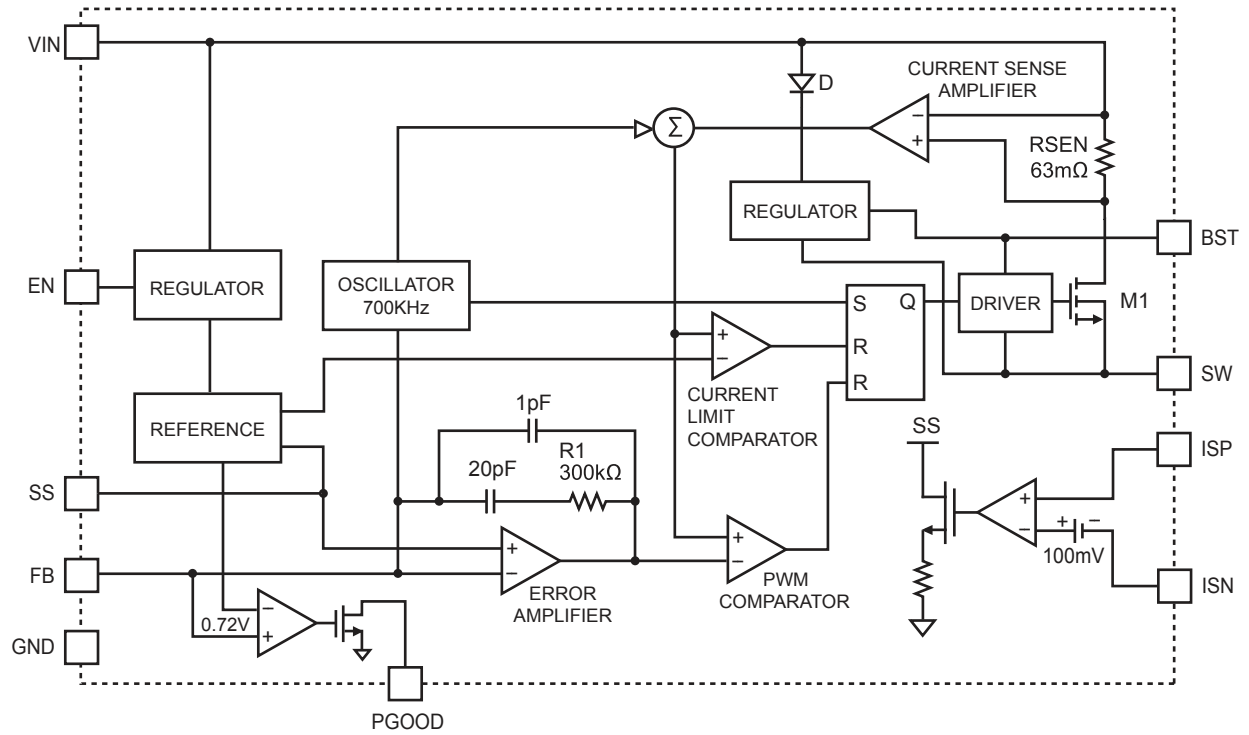 VIN
D
CURRENT SENSE
AMPLIFIER
Σ
−
+
RSEN
63mΩ
REGULATOR
BST
EN
REGULATOR
OSCILLATOR
700KHz
S
Q
DRIVER
M1
+
−
R
R
SW
REFERENCE
CURRENT
LIMIT
COMPARATOR
1pF
20pF
R1
300kΩ
SS
ISP
SS
+
−
+
−
100mV
+
−
+
−
FB
ERROR
AMPLIFIER
PWM
COMPARATOR
ISN
0.72V
−
+
GND
PGOOD